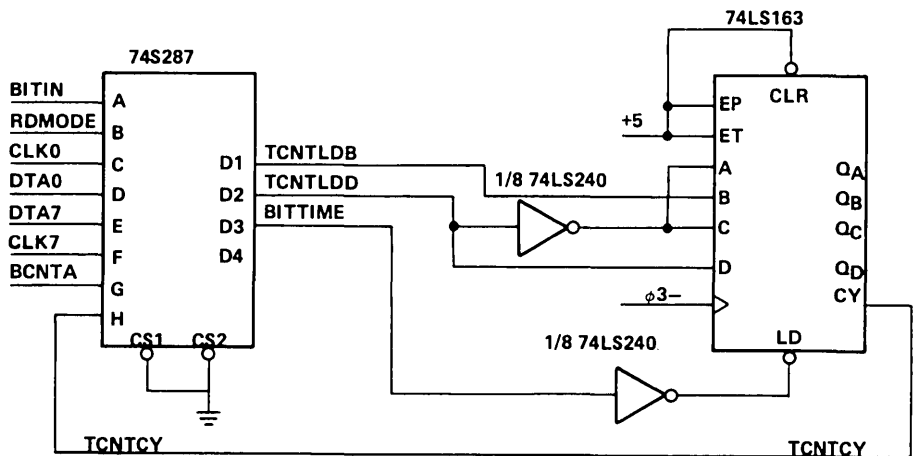 74LS163
74S287
BITIN
A
RDMODE
B
CLK0
C
DTA0
D
DTA7
E
CLK7
F
BCNTA
G
H
D1
D2
D3
D4
CS1
CS2
TCNTLDB
TCNTLDD
BITTIME
1/8 74LS240
+5
CLR
EP
ET
A
B
C
D
QA
QB
QC
QD
CY
LD
φ3–
1/8 74LS240
TCNTCY
TCNTCY